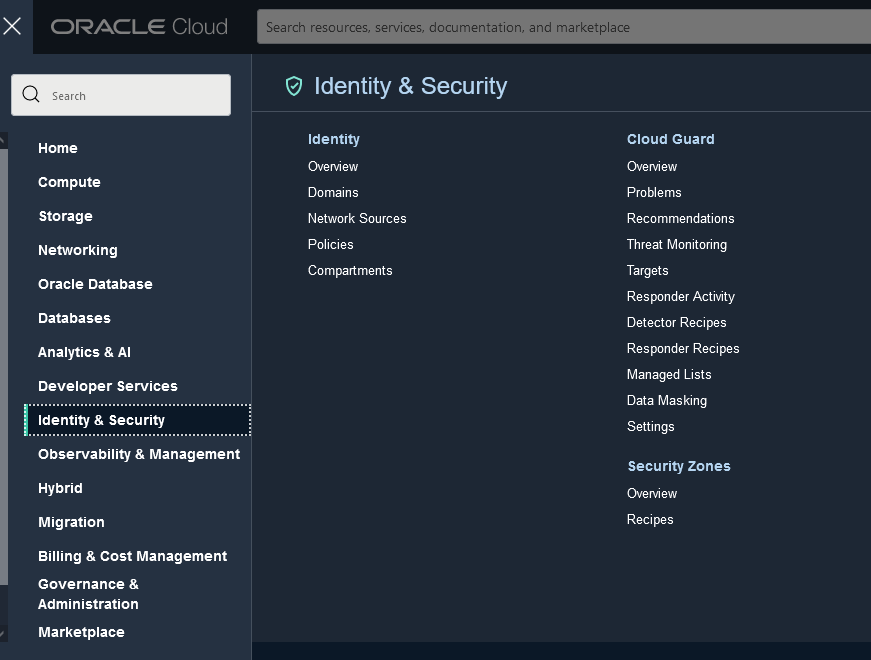 ORACLE Cloud
Search resources, services, documentation, and marketplace
Search
Home
Compute
Storage
Networking
Oracle Database
Databases
Analytics & AI
Developer Services
Identity & Security
Observability & Management
Hybrid
Migration
Billing & Cost Management
Governance &
Administration
Marketplace
Identity & Security
Identity
Overview
Domains
Network Sources
Policies
Compartments
Cloud Guard
Overview
Problems
Recommendations
Threat Monitoring
Targets
Responder Activity
Detector Recipes
Responder Recipes
Managed Lists
Data Masking
Settings
Security Zones
Overview
Recipes